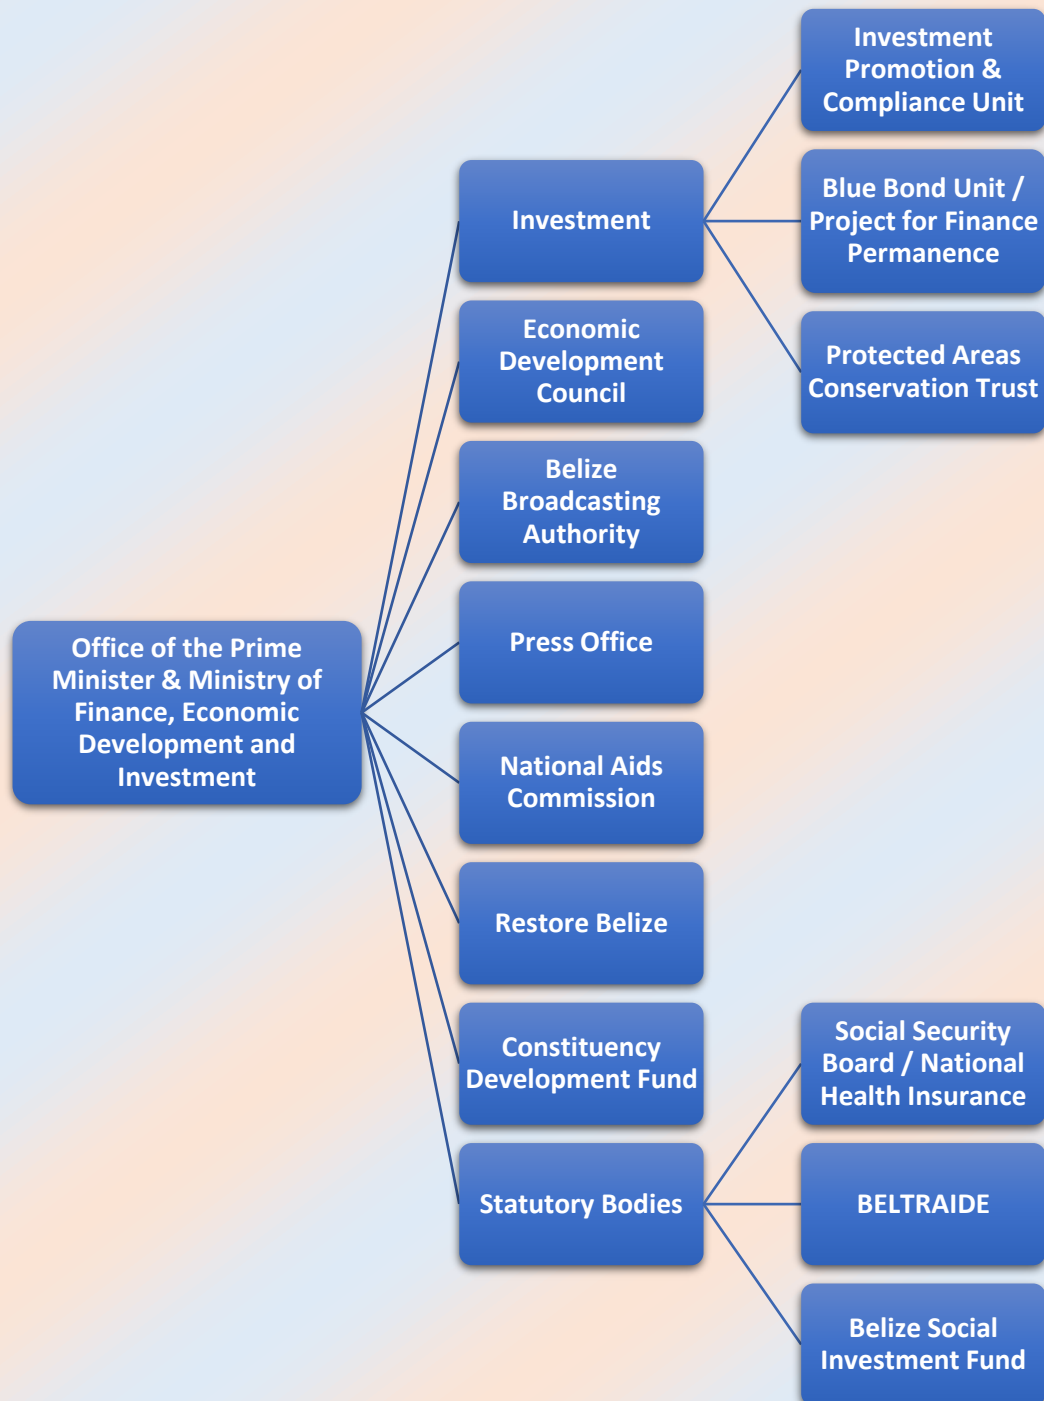 Office of the Prime
Minister & Ministry of
Finance, Economic
Development and
Investment
Investment
Investment
Promotion &
Compliance Unit
Blue Bond Unit /
Project for Finance
Permanence
Protected Areas
Conservation Trust
Economic
Development
Council
Belize
Broadcasting
Authority
Press Office
National Aids
Commission
Restore Belize
Constituency
Development Fund
Statutory Bodies
Social Security
Board / National
Health Insurance
BELTRAIDE
Belize Social
Investment Fund